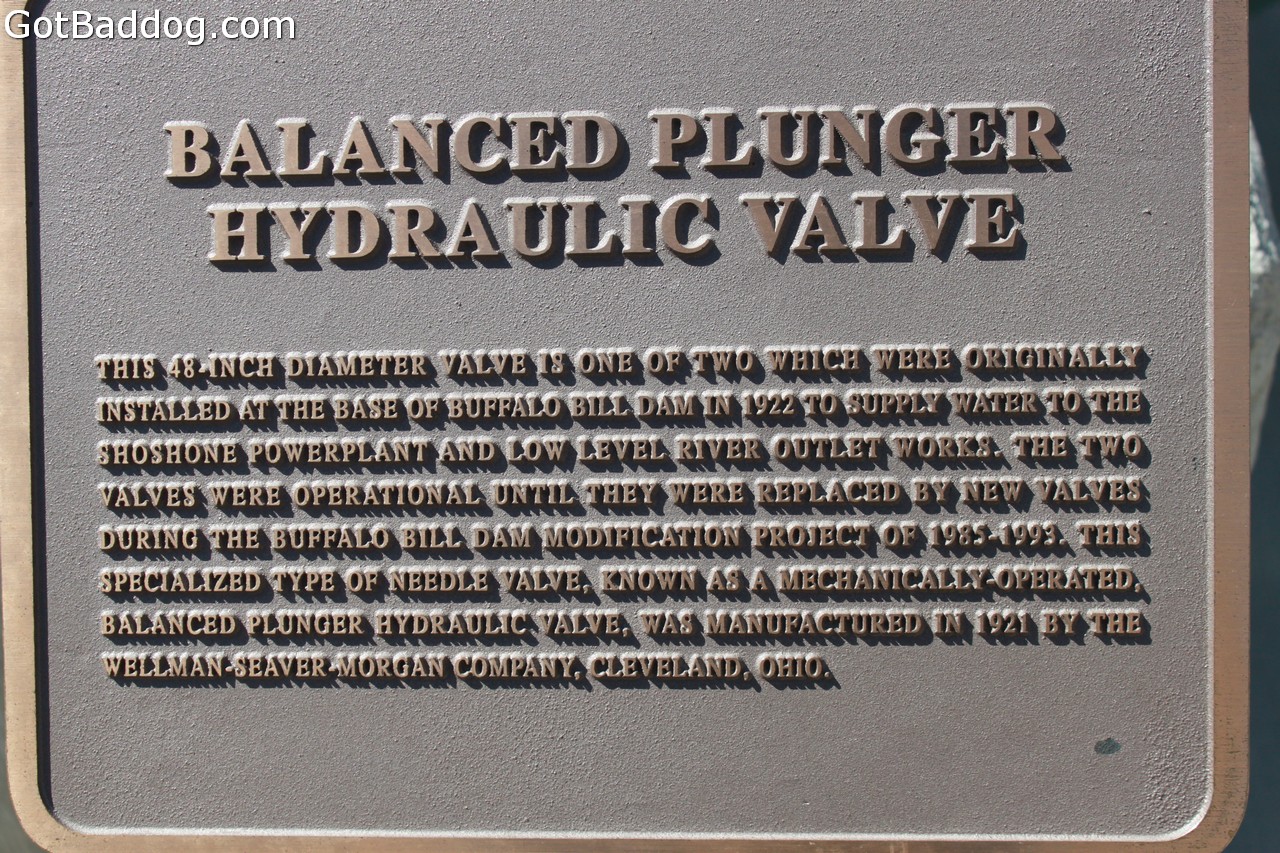 GotBaddog.com
BALANCED PLUNGER
HYDRAULIC VALVE
THIS 48-INCH DIAMETER VALVE IS ONE OF TWO WHICH WERE ORIGINALLY
INSTALLED AT THE BASE OF BUFFALO BILL DAM IN 1922 TO SUPPLY WATER TO THE
SHOSHONE POWERPLANT AND LOW LEVEL RIVER OUTLET WORKS. THE TWO
VALVES WERE OPERATIONAL UNTIL THEY WERE REPLACED BY NEW VALVES
DURING THE BUFFALO BILL DAM MODIFICATION PROJECT OF 1985-1993. THIS
SPECIALIZED TYPE OF NEEDLE VALVE, KNOWN AS A MECHANICALLY-OPERATED,
BALANCED PLUNGER HYDRAULIC VALVE, WAS MANUFACTURED IN 1921 BY THE
WELLMAN-SEAVER-MORGAN COMPANY, CLEVELAND, OHIO.